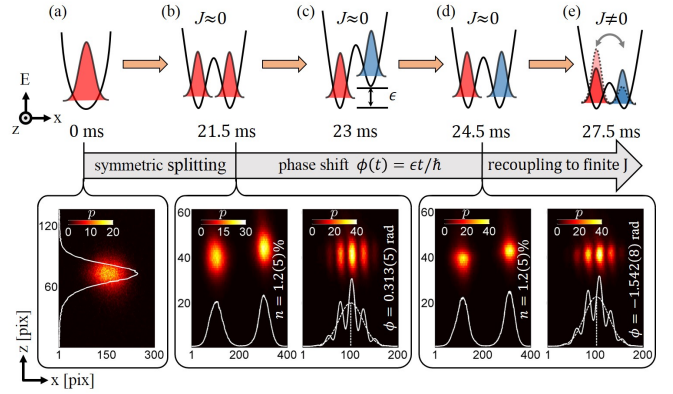 (a) (b) (c) (d) (e)
J≈0 J≈0 J≈0 J≠0
E
z x
ϵ
0 ms 21.5 ms 23 ms 24.5 ms 27.5 ms
symmetric splitting phase shift ϕ(t) = ϵt/ℏ recoupling to finite J
p p p p p
0 10 20 0 15 30 0 20 40 0 20 40 0 20 40
120 60
60 40 20
60 40 20
n = 1.2(5)%
ϕ = 0.313(5) rad
n = 1.2(5)%
ϕ = −1.542(8) rad
1 150 300 1 200 400 1 100 200 1 200 400 1 100 200
z [pix]
x [pix]